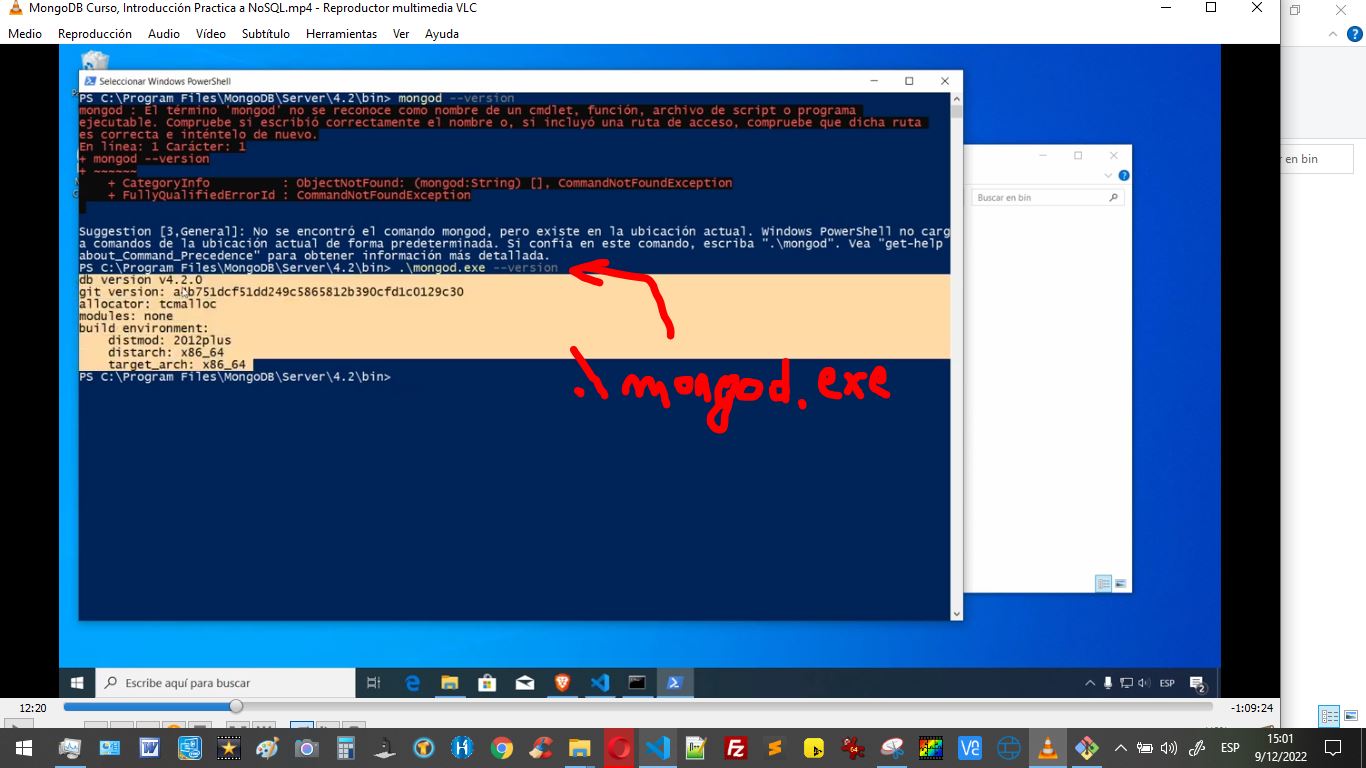 MongoDB Curso, Introducción Practica a NoSQL.mp4 - Reproductor multimedia VLC
Medio Reproducción Audio Vídeo Subtítulo Herramientas Ver Ayuda
Seleccionar Windows PowerShell
PS C:\Program Files\MongoDB\Server\4.2\bin> mongod --version
mongod : El término 'mongod' no se reconoce como nombre de un cmdlet, función, archivo de script o programa
ejecutable. Compruebe si escribió correctamente el nombre o, si incluyó una ruta de acceso, compruebe que dicha ruta
es correcta e inténtelo de nuevo.
En línea: 1 Carácter: 1
+ mongod --version
+ ~~~~~~
+ CategoryInfo : ObjectNotFound: (mongod:String) [], CommandNotFoundException
+ FullyQualifiedErrorId : CommandNotFoundException
Suggestion [3,General]: No se encontró el comando mongod, pero existe en la ubicación actual. Windows PowerShell no carg
a comandos de la ubicación actual de forma predeterminada. Si confía en este comando, escriba ".\mongod". Vea "get-help
about_Command_Precedence" para obtener información más detallada.
PS C:\Program Files\MongoDB\Server\4.2\bin> .\mongod.exe --version
db version v4.2.0
git version: a4b751dcf51dd249c5865812b390cfd1c0129c30
allocator: tcmalloc
modules: none
build environment:
distmod: 2012plus
distarch: x86_64
target_arch: x86_64
PS C:\Program Files\MongoDB\Server\4.2\bin>
.\mongod.exe
Buscar en bin
en bin
Escribe aquí para buscar
ESP
2
12:20
-1:09:24
ESP
15:01
9/12/2022